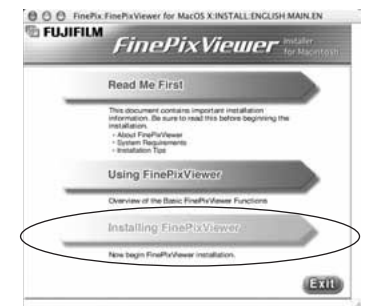 FinePix:FinePixViewer for MacOS X:INSTALL:ENGLISH:MAIN.EN
FUJIFILM
FinePixViewer Installer for Macintosh
Read Me First
This document contains important installation
information. Be sure to read this before beginning the
installation.
- About FinePixViewer
- System Requirements
- Installation Tips
Using FinePixViewer
Overview of the Basic FinePixViewer Functions
Installing FinePixViewer
Now begin FinePixViewer installation.
Exit